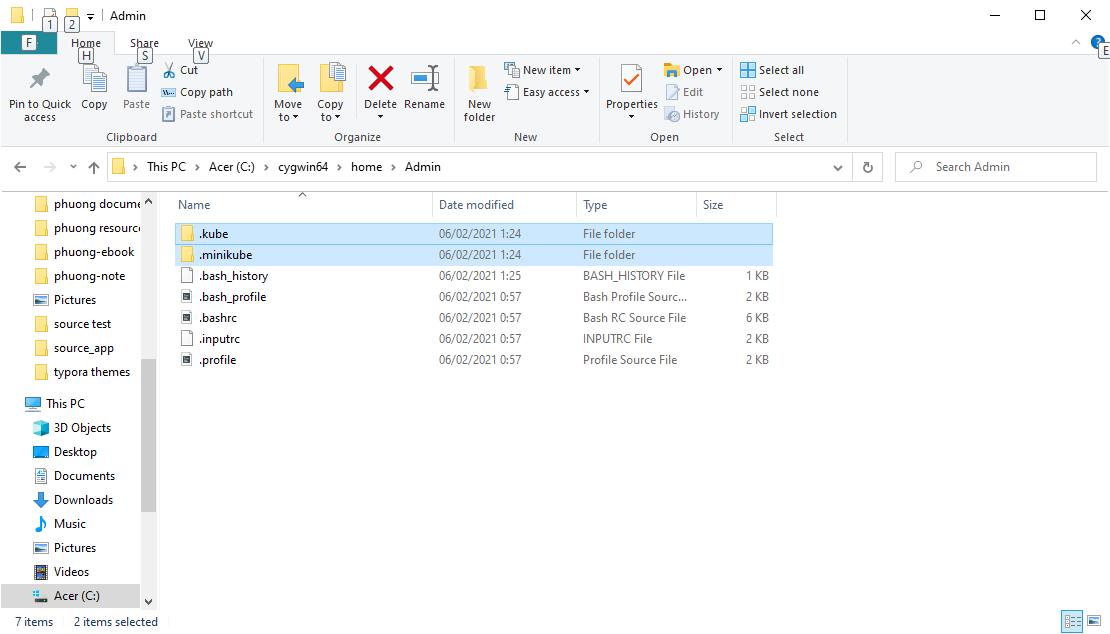 Admin
1 2
F Home Share View
H S V E
Pin to Quick access
Copy
Paste
Cut
Copy path
Paste shortcut
Clipboard
Move to
Copy to
Delete
Rename
Organize
New folder
New item
Easy access
New
Properties
Open
Edit
History
Open
Select all
Select none
Invert selection
Select
This PC > Acer (C:) > cygwin64 > home > Admin
Search Admin
phuong docume
phuong resourc
phuong-ebook
phuong-note
Pictures
source test
source_app
typora themes
This PC
3D Objects
Desktop
Documents
Downloads
Music
Pictures
Videos
Acer (C:)
Name Date modified Type Size
.kube 06/02/2021 1:24 File folder
.minikube 06/02/2021 1:24 File folder
.bash_history 06/02/2021 1:25 BASH_HISTORY File 1 KB
.bash_profile 06/02/2021 0:57 Bash Profile Sourc... 2 KB
.bashrc 06/02/2021 0:57 Bash RC Source File 6 KB
.inputrc 06/02/2021 0:57 INPUTRC File 2 KB
.profile 06/02/2021 0:57 Profile Source File 2 KB
7 items 2 items selected